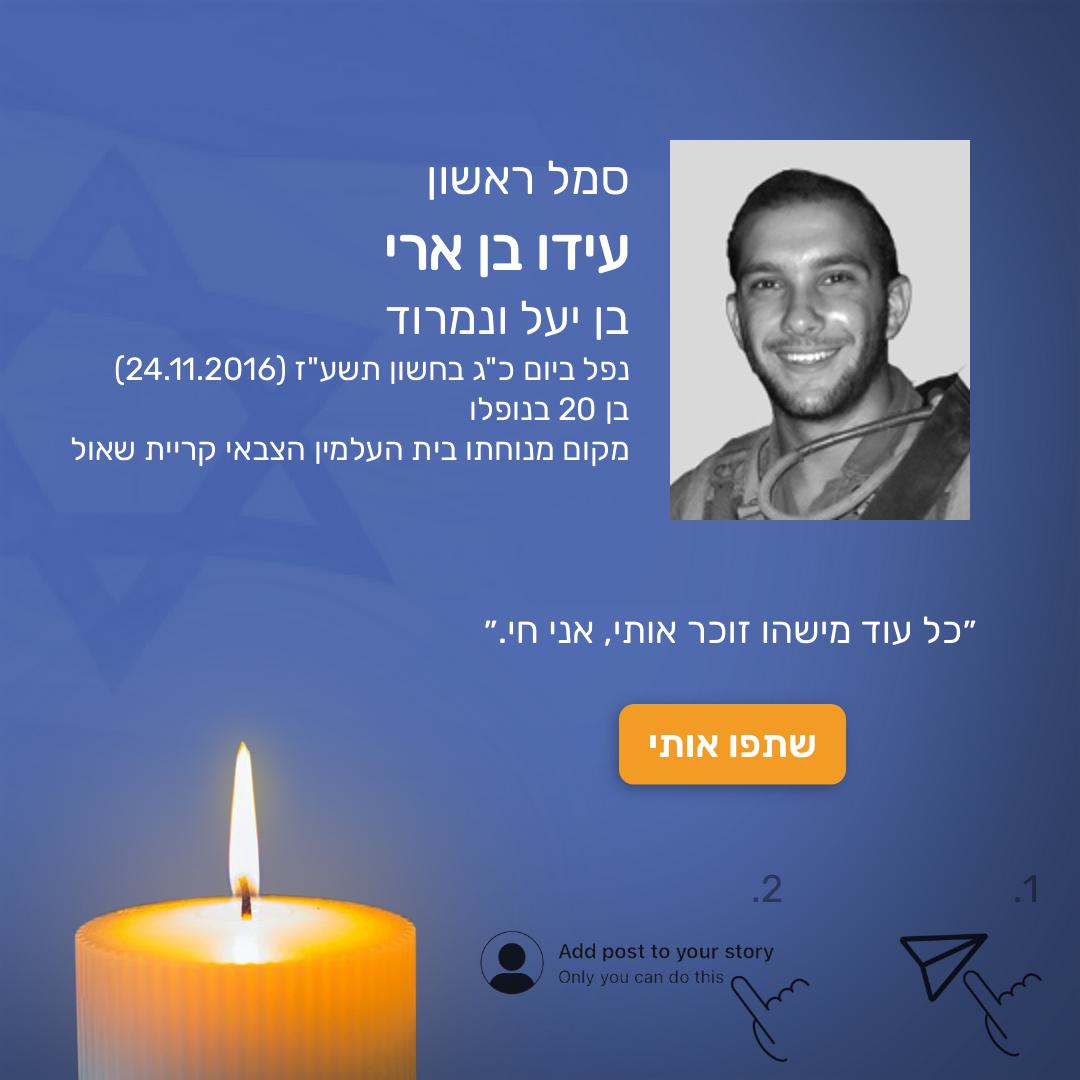 סמל ראשון
עידו בן ארי
בן יעל ונמרוד
נפל ביום כ"ג בחשון תשע"ז (24.11.2016)
בן 20 בנופלו
מקום מנוחתו בית העלמין הצבאי קריית שאול
״כל עוד מישהו זוכר אותי, אני חי.״
שתפו אותי
1.
2.
Add post to your story
Only you can do this